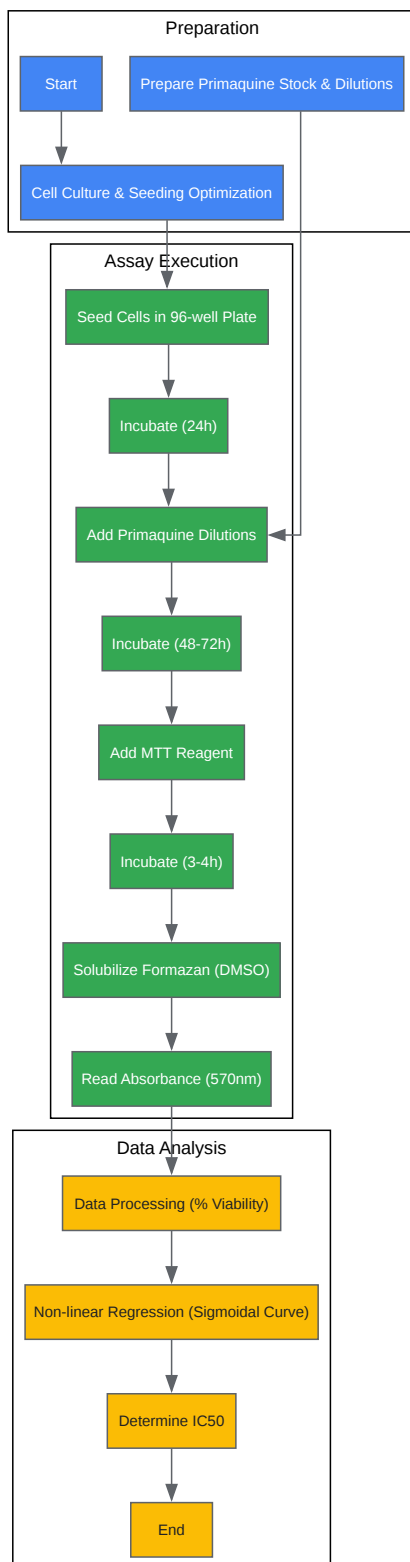 Preparation
Start
Prepare Primaquine Stock & Dilutions
Cell Culture & Seeding Optimization
Assay Execution
Seed Cells in 96-well Plate
Incubate (24h)
Add Primaquine Dilutions
Incubate (48-72h)
Add MTT Reagent
Incubate (3-4h)
Solubilize Formazan (DMSO)
Read Absorbance (570nm)
Data Analysis
Data Processing (% Viability)
Non-linear Regression (Sigmoidal Curve)
Determine IC50
End